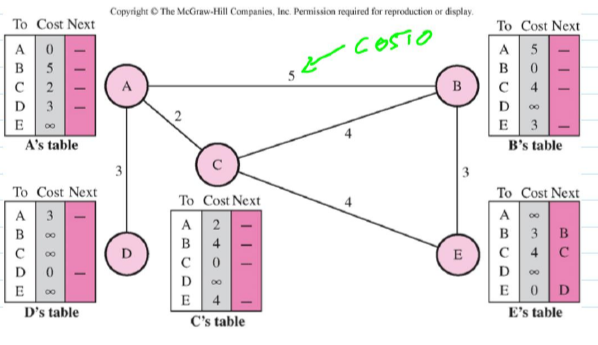 Copyright © The McGraw-Hill Companies, Inc. Permission required for reproduction or display.
COSTO
To Cost Next
A 0 —
B 5 —
C 2 —
D 3 —
E ∞
A's table
To Cost Next
A 5 —
B 0
C 4 —
D ∞
E 3 —
B's table
A
5
B
2
4
C
3
3
4
D
E
To Cost Next
A 3 —
B ∞
C ∞
D 0 —
E ∞
D's table
To Cost Next
A 2 —
B 4 —
C 0 —
D ∞
E 4 —
C's table
To Cost Next
A ∞
B 3 B
C 4 C
D ∞
E 0 D
E's table